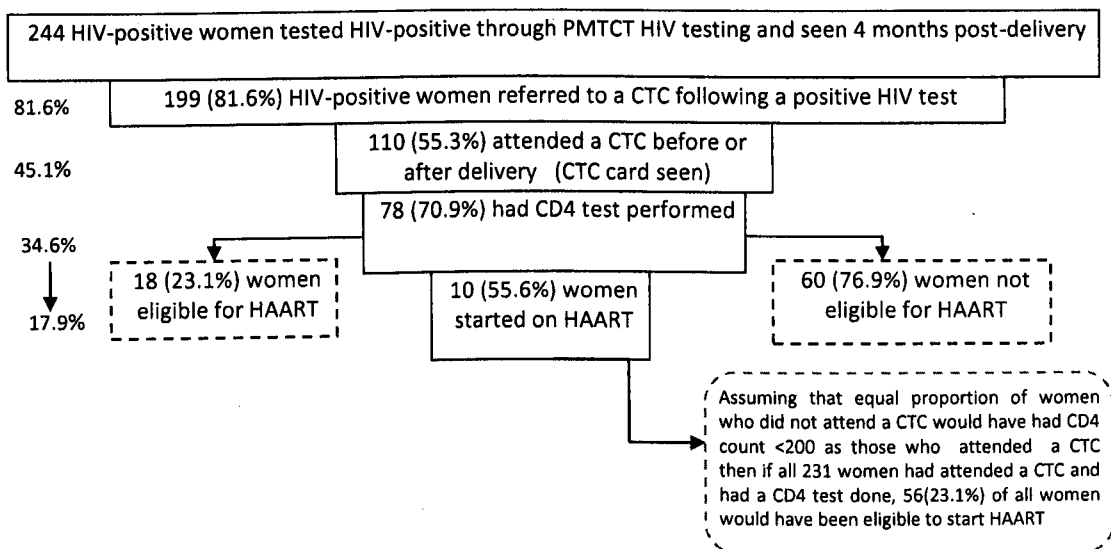 244 HIV-positive women tested HIV-positive through PMTCT HIV testing and seen 4 months post-delivery
81.6%
199 (81.6%) HIV-positive women referred to a CTC following a positive HIV test
45.1%
110 (55.3%) attended a CTC before or
after delivery (CTC card seen)
78 (70.9%) had CD4 test performed
34.6%
17.9%
18 (23.1%) women
eligible for HAART
10 (55.6%) women
started on HAART
60 (76.9%) women not
eligible for HAART
Assuming that equal proportion of women
who did not attend a CTC would have had CD4
count <200 as those who attended a CTC
then if all 231 women had attended a CTC and
had a CD4 test done, 56(23.1%) of all women
would have been eligible to start HAART